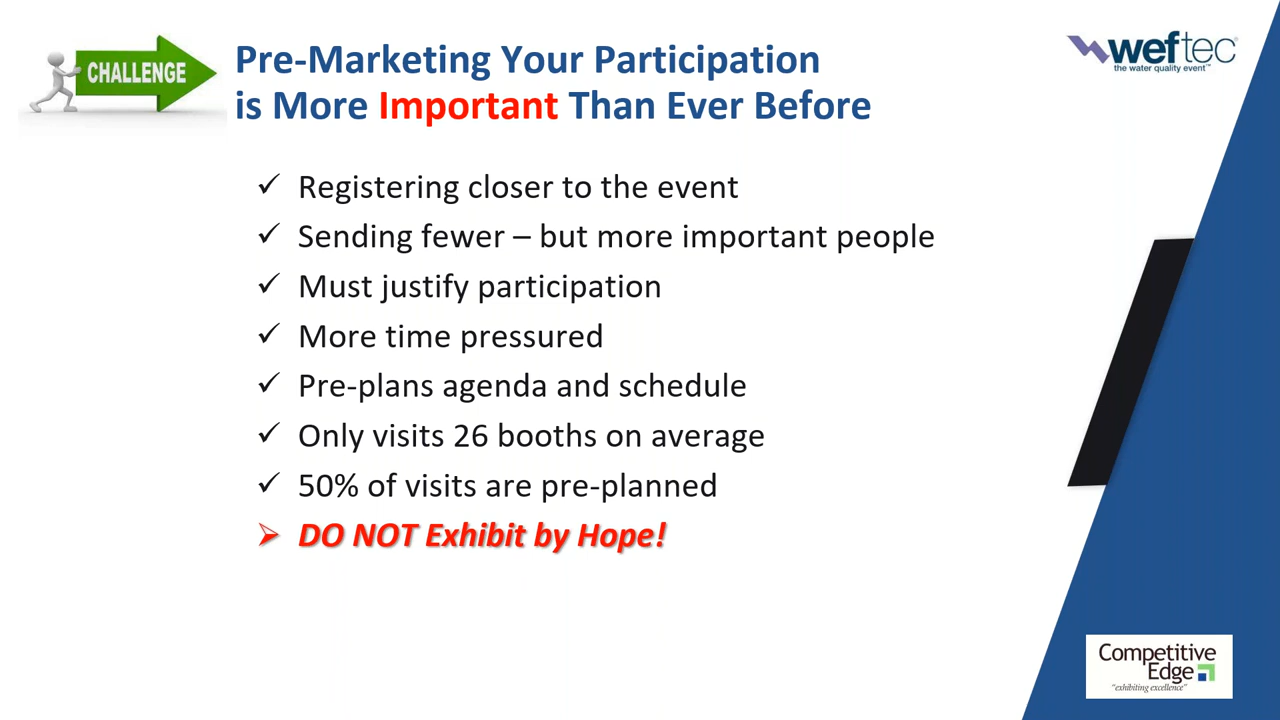 CHALLENGE
Pre-Marketing Your Participation
is More Important Than Ever Before
weftec®
the water quality event™
✓ Registering closer to the event
✓ Sending fewer – but more important people
✓ Must justify participation
✓ More time pressured
✓ Pre-plans agenda and schedule
✓ Only visits 26 booths on average
✓ 50% of visits are pre-planned
➢ DO NOT Exhibit by Hope!
Competitive
Edge
"exhibiting excellence"